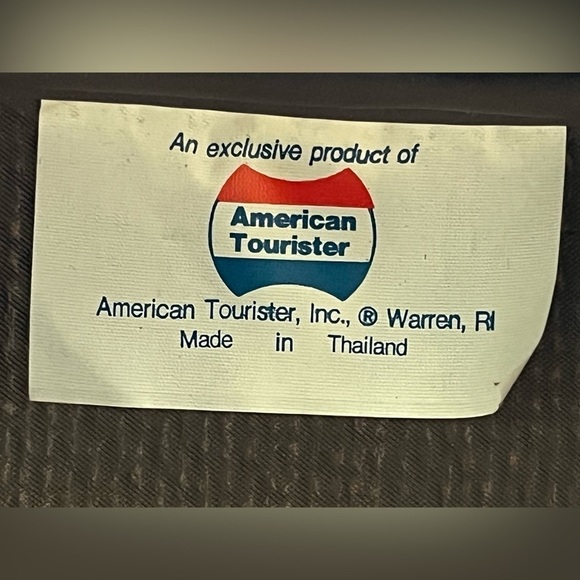 An exclusive product of
American
Tourister
American Tourister, Inc., ® Warren, RI
Made in Thailand